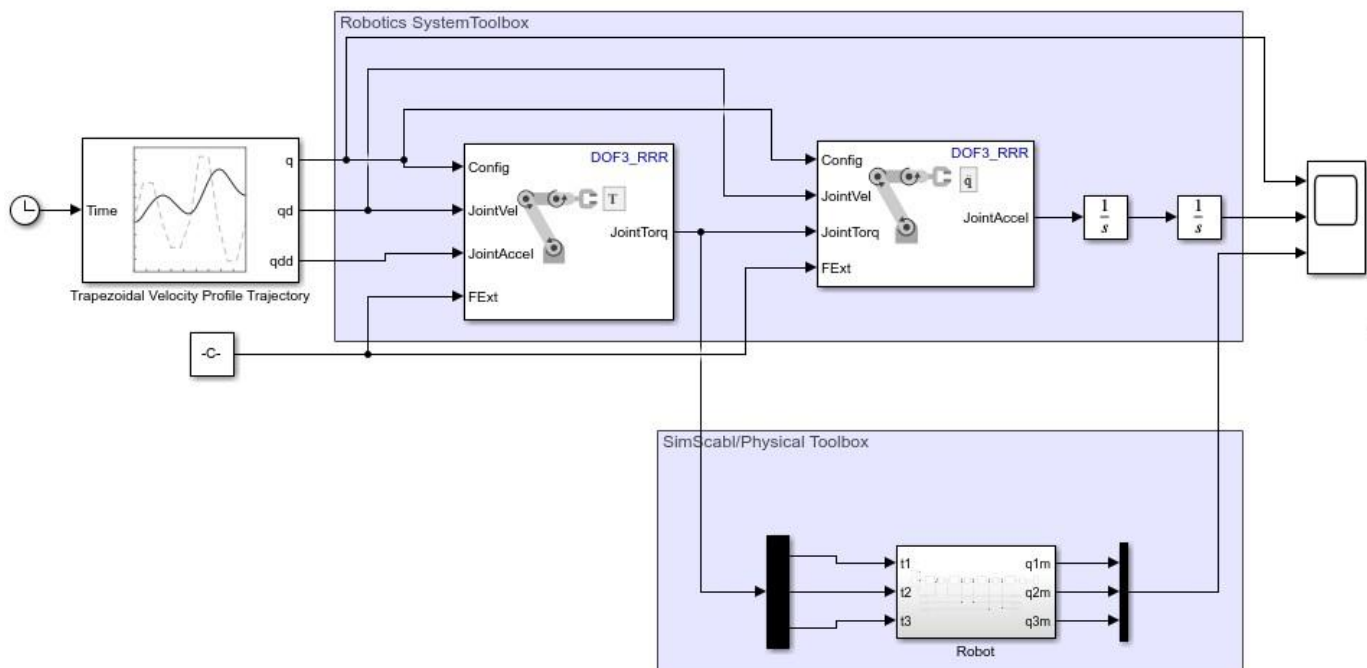 Robotics SystemToolbox
Time
q
qd
qdd
Trapezoidal Velocity Profile Trajectory
DOF3_RRR
Config
JointVel
JointAccel
FExt
T
JointTorq
DOF3_RRR
Config
JointVel
JointTorq
FExt
q̈
JointAccel
1
s
1
s
-C-
SimScabl/Physical Toolbox
t1
t2
t3
q1m
q2m
q3m
Robot